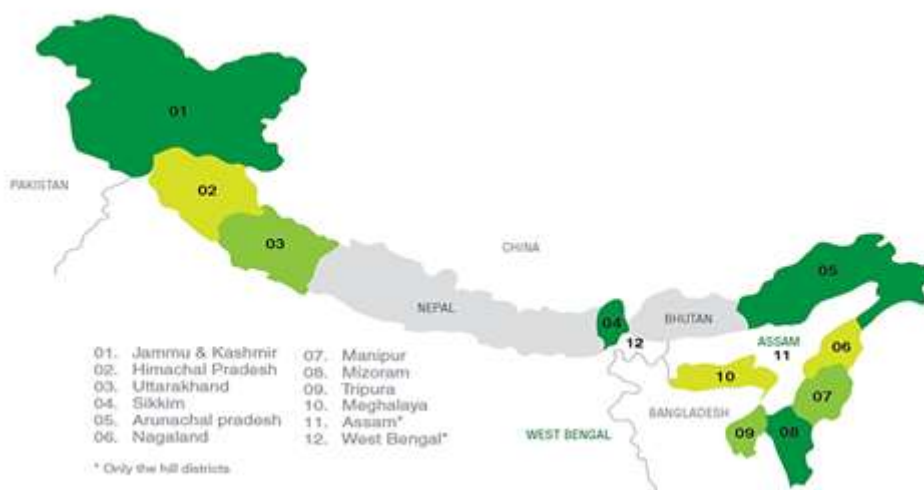 01
PAKISTAN
02
03
CHINA
05
NEPAL
04
BHUTAN
12
ASSAM
11
06
10
07
BANGLADESH
WEST BENGAL
09
08
01. Jammu & Kashmir
02. Himachal Pradesh
03. Uttarakhand
04. Sikkim
05. Arunachal pradesh
06. Nagaland
07. Manipur
08. Mizoram
09. Tripura
10. Meghalaya
11. Assam*
12. West Bengal*
* Only the hill districts